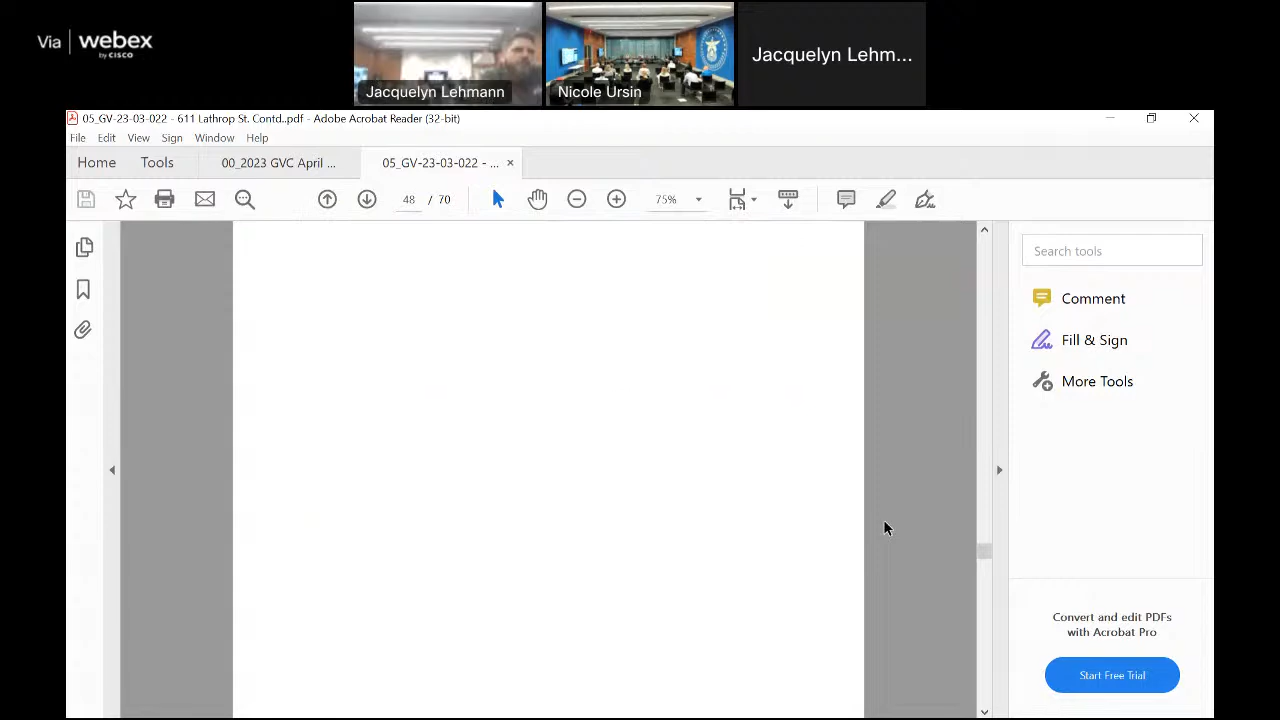 Via webex
by CISCO
Jacquelyn Lehmann
Nicole Ursin
Jacquelyn Lehm...
05_GV-23-03-022 - 611 Lathrop St. Contd..pdf - Adobe Acrobat Reader (32-bit)
File Edit View Sign Window Help
Home Tools 00_2023 GVC April ... 05_GV-23-03-022 - ...
48 / 70 75%
Search tools
Comment
Fill & Sign
More Tools
Convert and edit PDFs
with Acrobat Pro
Start Free Trial